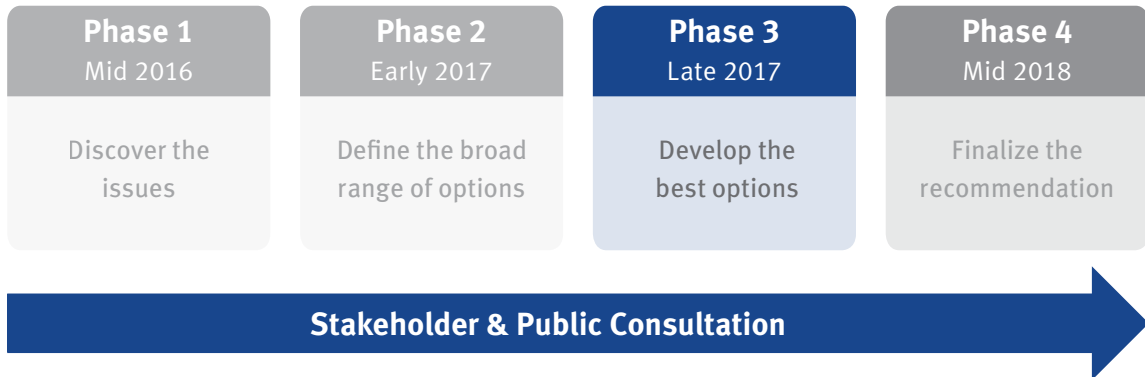 Phase 1
Mid 2016
Discover the
issues
Phase 2
Early 2017
Define the broad
range of options
Phase 3
Late 2017
Develop the
best options
Phase 4
Mid 2018
Finalize the
recommendation
Stakeholder & Public Consultation